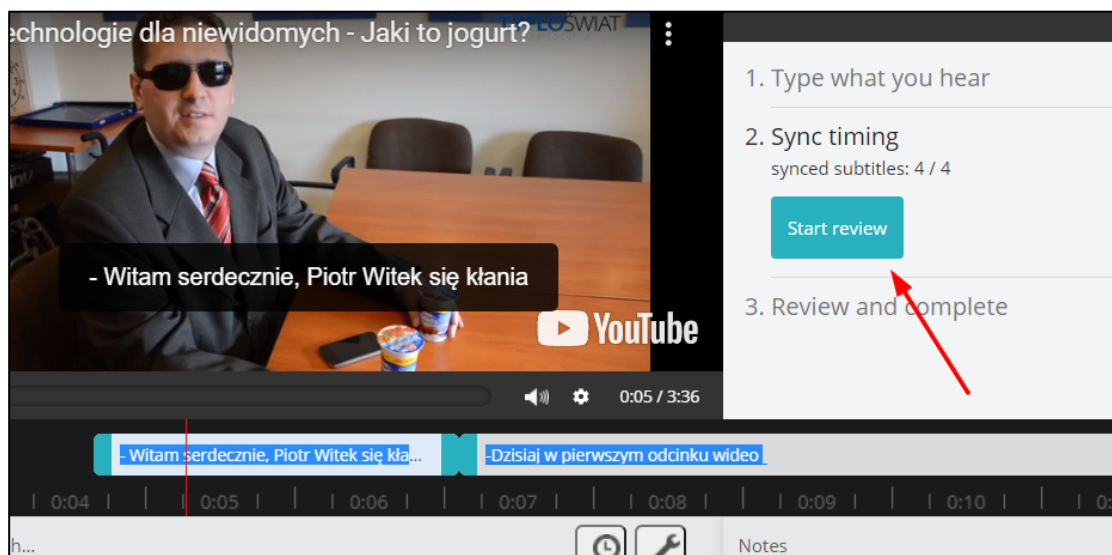 echnologie dla niewidomych - Jaki to jogurt?
TYFLOŚWIAT
- Witam serdecznie, Piotr Witek się kłania
YouTube
0:05 / 3:36
1. Type what you hear
2. Sync timing
synced subtitles: 4 / 4
Start review
3. Review and complete
- Witam serdecznie, Piotr Witek się kła...
-Dzisiaj w pierwszym odcinku wideo
0:04 0:05 0:06 0:07 0:08 0:09 0:10 0:
h...
Notes